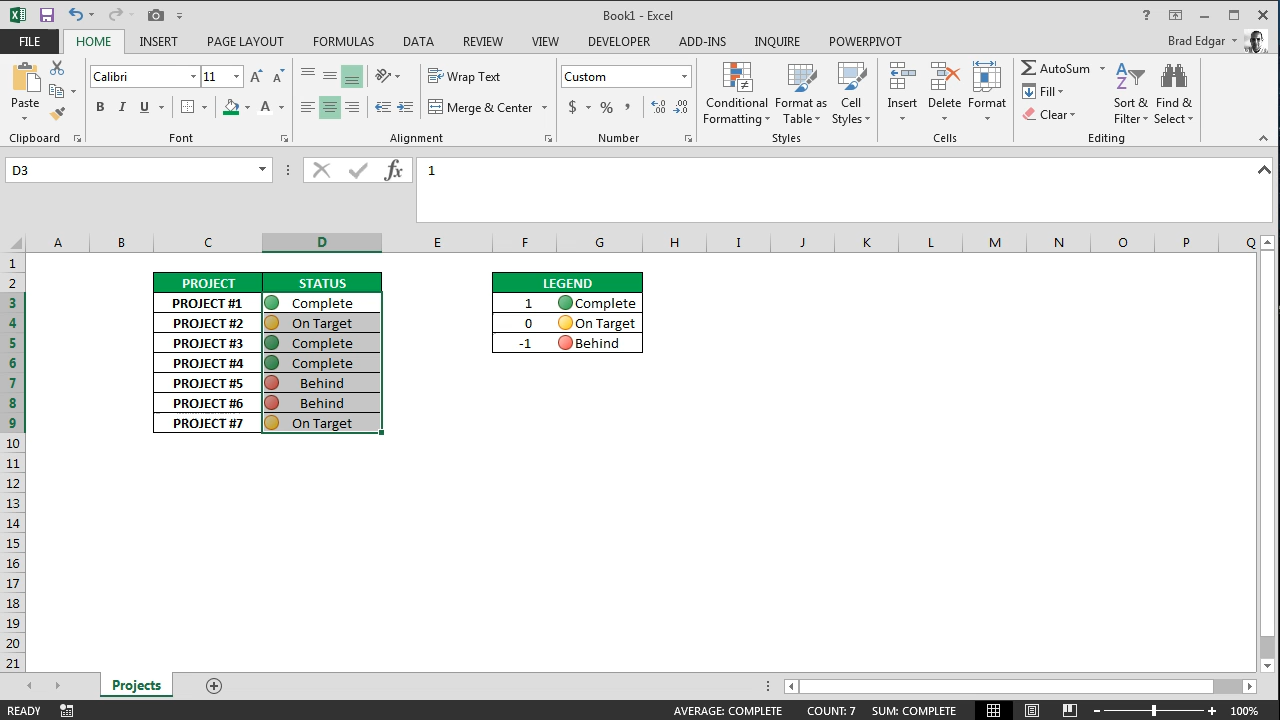 Book1 - Excel
?
FILE HOME INSERT PAGE LAYOUT FORMULAS DATA REVIEW VIEW DEVELOPER ADD-INS INQUIRE POWERPIVOT Brad Edgar
Calibri 11 A A Wrap Text Custom AutoSum
Paste Conditional Format as Cell Insert Delete Format Fill Sort & Find &
B I U A Merge & Center $ % , Formatting Table Styles Clear Filter Select
Clipboard Font Alignment Number Styles Cells Editing
D3 fx 1
A B C D E F G H I J K L M N O P Q
1
2 PROJECT STATUS LEGEND
3 PROJECT #1 Complete 1 Complete
4 PROJECT #2 On Target 0 On Target
5 PROJECT #3 Complete -1 Behind
6 PROJECT #4 Complete
7 PROJECT #5 Behind
8 PROJECT #6 Behind
9 PROJECT #7 On Target
10
11
12
13
14
15
16
17
18
19
20
21
Projects
READY AVERAGE: COMPLETE COUNT: 7 SUM: COMPLETE 100%